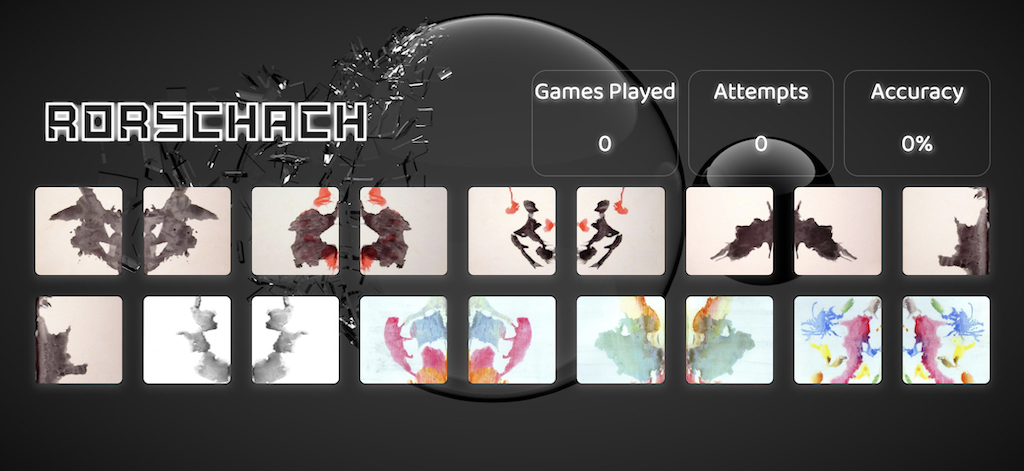 RORSCHACH
Games Played
0
Attempts
0
Accuracy
0%